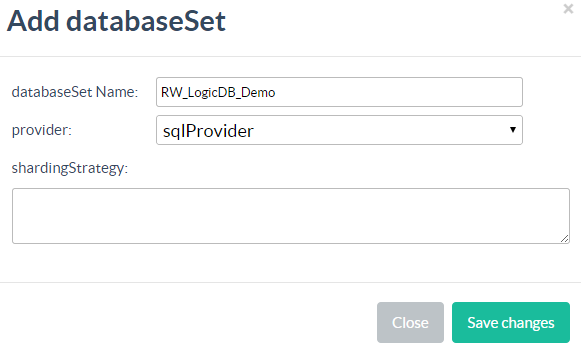 Add databaseSet
×
databaseSet Name: RW_LogicDB_Demo
provider: sqlProvider
shardingStrategy:
Close Save changes